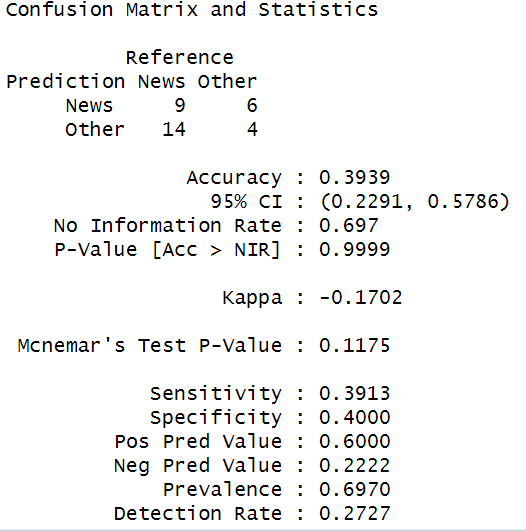 Confusion Matrix and Statistics
Reference
Prediction News Other
News 9 6
Other 14 4
Accuracy : 0.3939
95% CI : (0.2291, 0.5786)
No Information Rate : 0.697
P-Value [Acc > NIR] : 0.9999
Kappa : -0.1702
Mcnemar's Test P-Value : 0.1175
Sensitivity : 0.3913
Specificity : 0.4000
Pos Pred Value : 0.6000
Neg Pred Value : 0.2222
Prevalence : 0.6970
Detection Rate : 0.2727